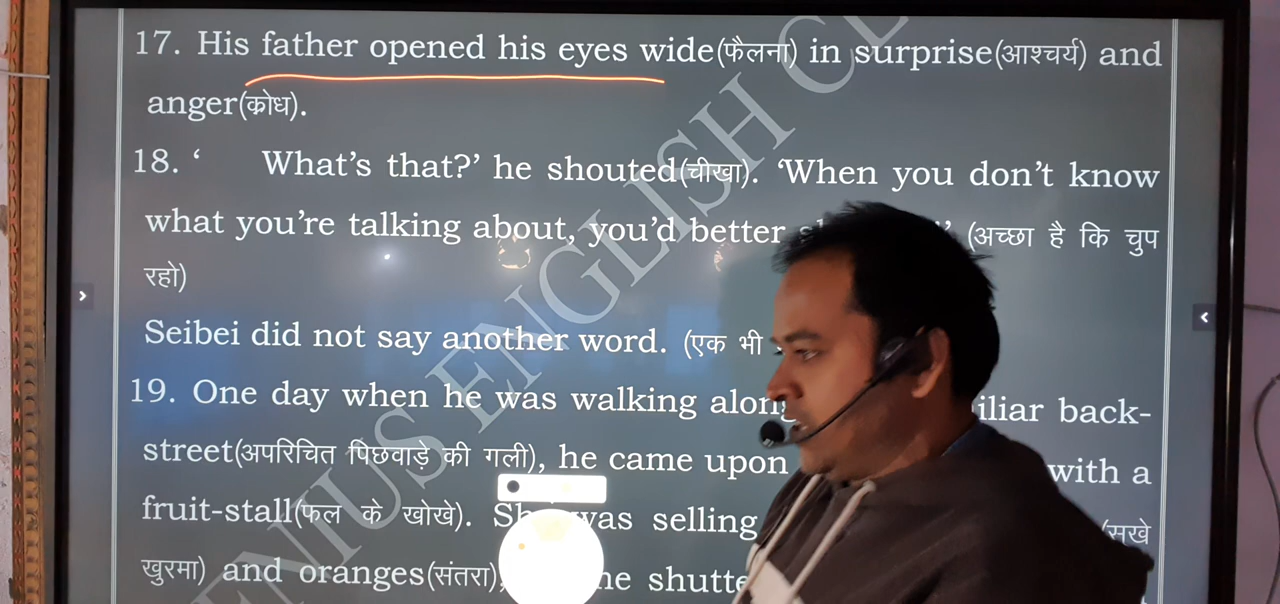 17. His father opened his eyes wide(फैलना) in surprise(आश्चर्य) and
anger(क्रोध).
18. ‘ What’s that?’ he shouted(चीखा). ‘When you don’t know
what you’re talking about, you’d better (अच्छा है कि चुप
रहो)
Seibei did not say another word. (एक भी
19. One day when he was walking along iliar back-
street(अपरिचित पिछवाड़े की गली), he came upon with a
fruit-stall(फल के खोखे). was selling (सूखे
खुरमा) and oranges(संतरा), he shutte
GENIUS ENGLISH CL